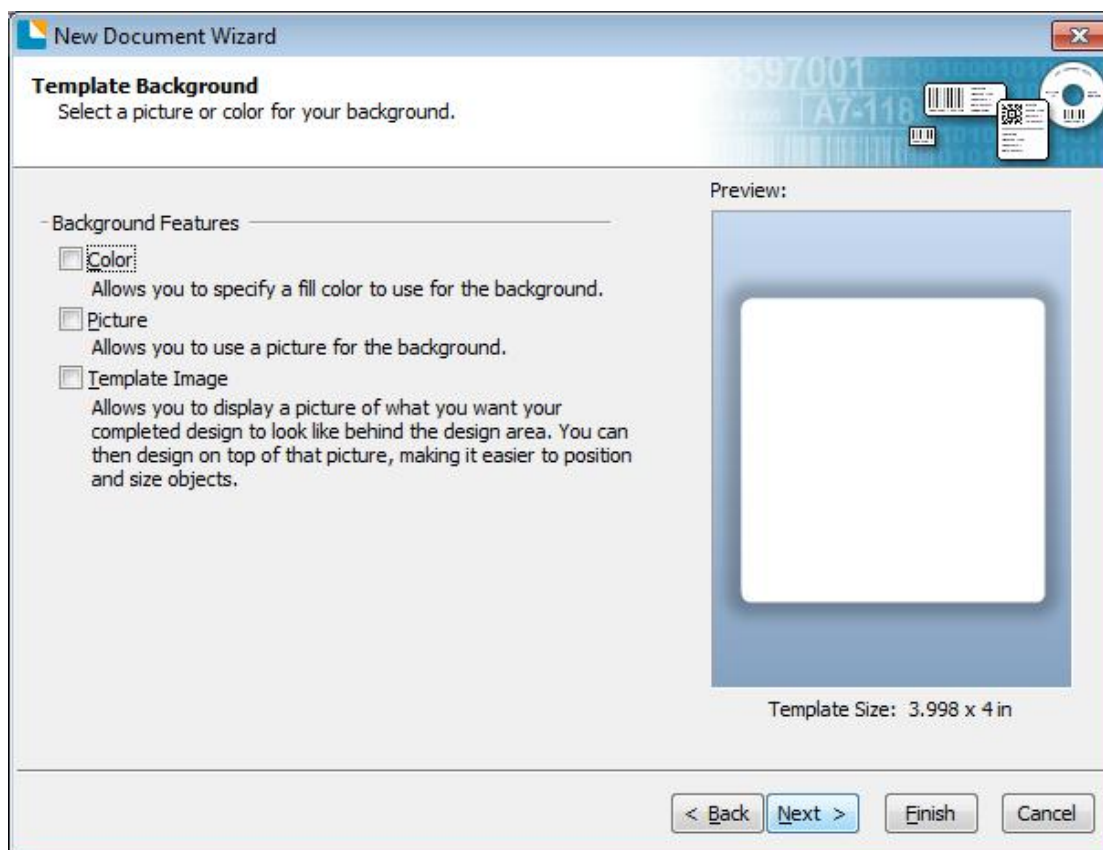 New Document Wizard
Template Background
Select a picture or color for your background.
3597001
A7-118
Preview:
Background Features
Color
Allows you to specify a fill color to use for the background.
Picture
Allows you to use a picture for the background.
Template Image
Allows you to display a picture of what you want your
completed design to look like behind the design area. You can
then design on top of that picture, making it easier to position
and size objects.
Template Size: 3.998 x 4 in
< Back
Next >
Finish
Cancel